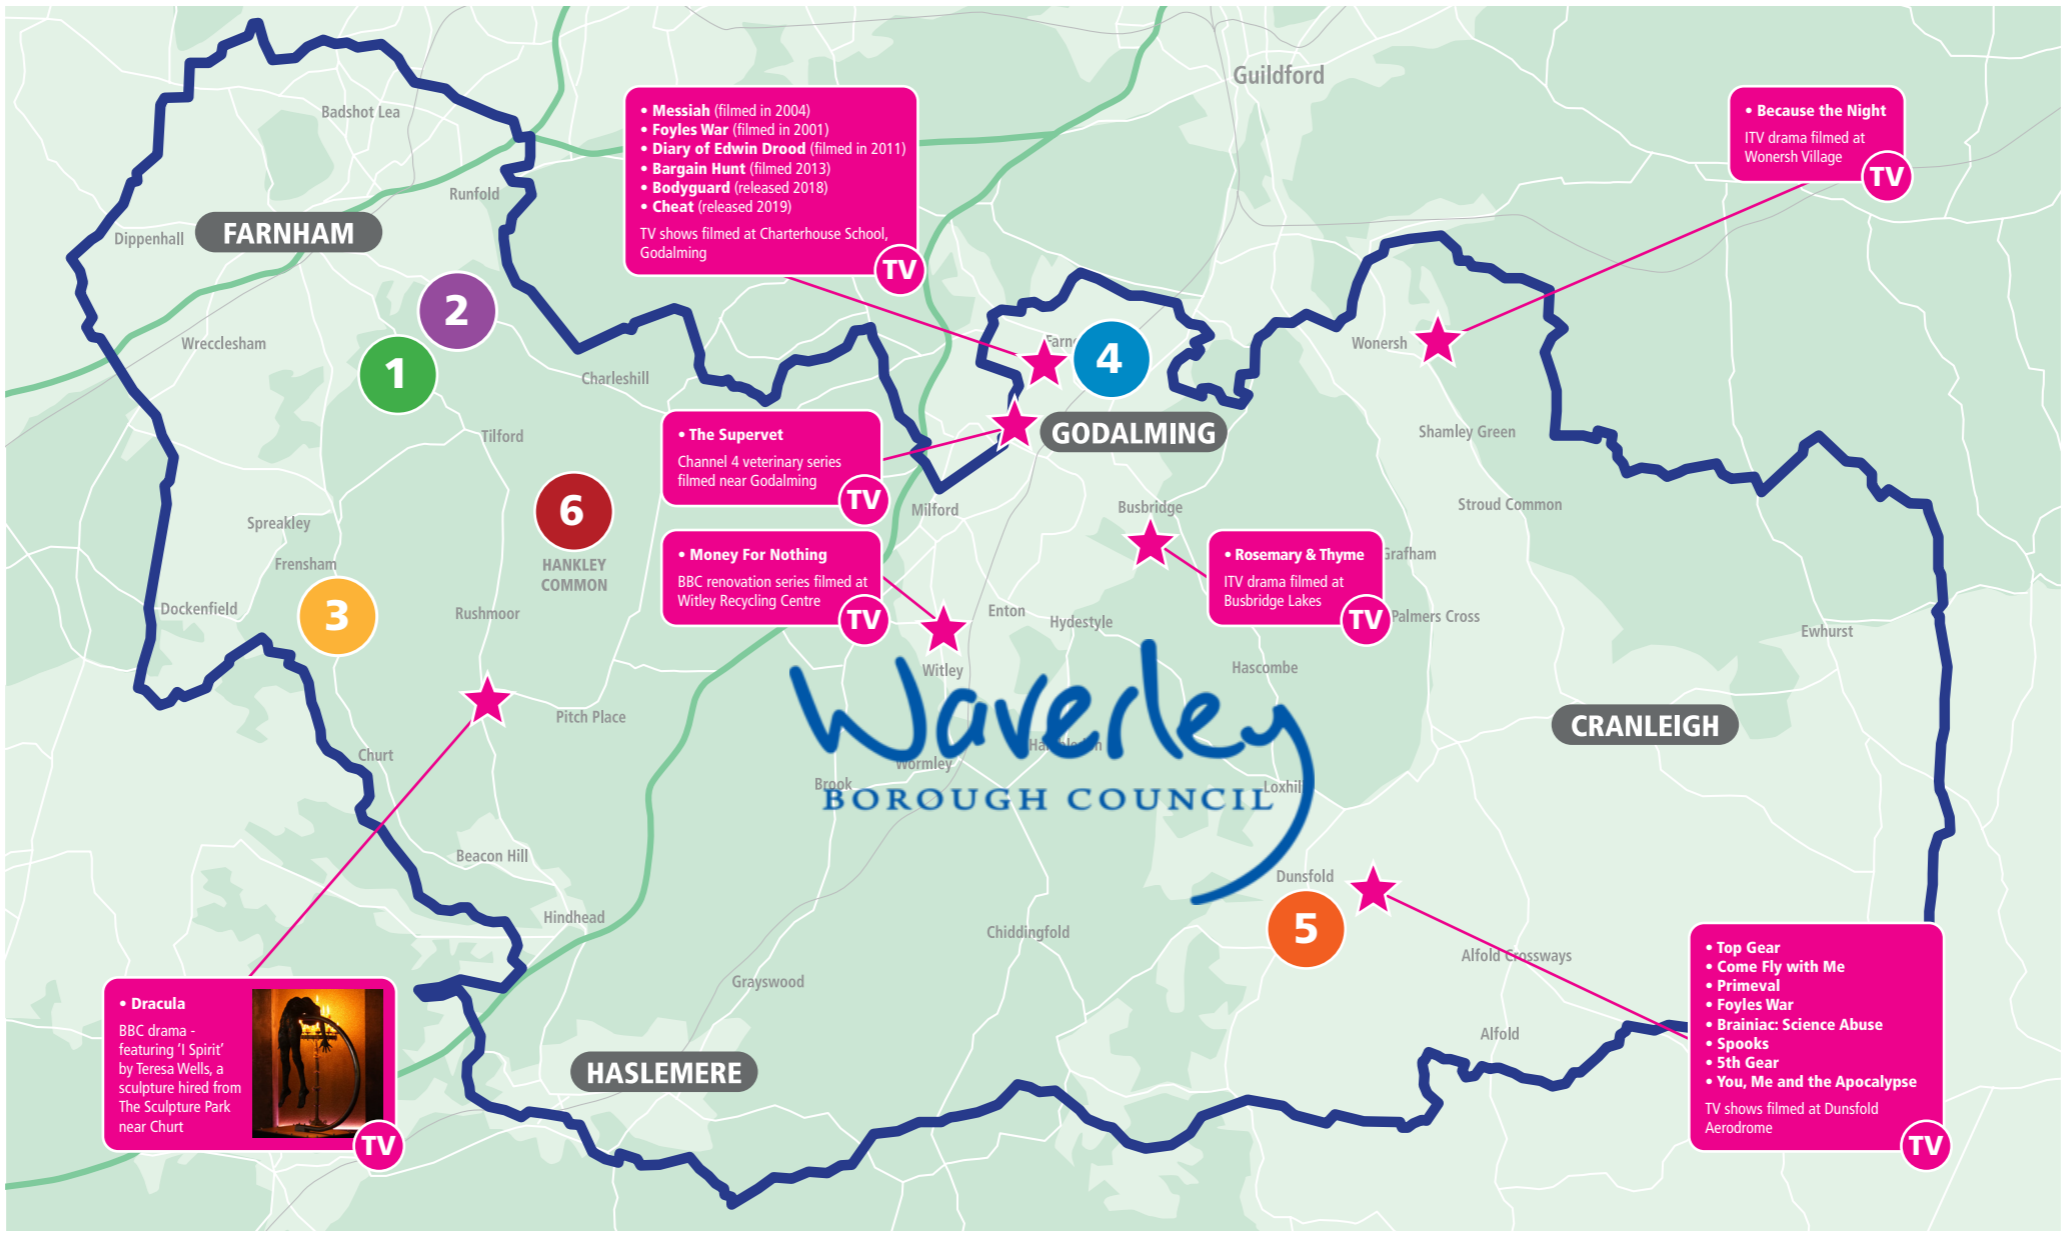 Guildford
• Messiah (filmed in 2004)
• Foyles War (filmed in 2001)
• Diary of Edwin Drood (filmed in 2011)
• Bargain Hunt (filmed 2013)
• Bodyguard (released 2018)
• Cheat (released 2019)
TV shows filmed at Charterhouse School,
Godalming
TV
• Because the Night
ITV drama filmed at
Wonersh Village
TV
Badshot Lea
Runfold
Dippenhall
FARNHAM
2
1
Wrecclesham
Charleshill
Farn
4
Wonersh
Tilford
• The Supervet
Channel 4 veterinary series
filmed near Godalming
TV
GODALMING
Shamley Green
6
HANKLEY
COMMON
Milford
Busbridge
Stroud Common
Spreakley
Frensham
Dockenfield
3
Rushmoor
• Money For Nothing
BBC renovation series filmed at
Witley Recycling Centre
TV
Enton
Hydestyle
• Rosemary & Thyme
ITV drama filmed at
Busbridge Lakes
TV
Grafham
Palmers Cross
Ewhurst
Witley
Hascombe
Pitch Place
Waverley
BOROUGH COUNCIL
CRANLEIGH
Churt
Wormley
Brook
Loxhill
Beacon Hill
Dunsfold
5
Hindhead
Chiddingfold
Alfold Crossways
Grayswood
Alfold
HASLEMERE
• Dracula
BBC drama -
featuring 'I Spirit'
by Teresa Wells, a
sculpture hired from
The Sculpture Park
near Churt
TV
• Top Gear
• Come Fly with Me
• Primeval
• Foyles War
• Brainiac: Science Abuse
• Spooks
• 5th Gear
• You, Me and the Apocalypse
TV shows filmed at Dunsfold
Aerodrome
TV